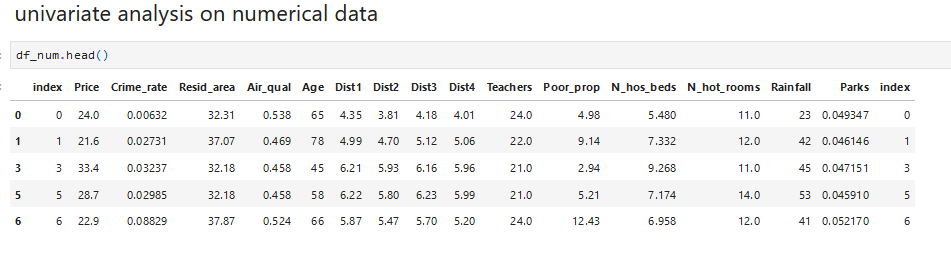 univariate analysis on numerical data
df_num.head()
index Price Crime_rate Resid_area Air_qual Age Dist1 Dist2 Dist3 Dist4 Teachers Poor_prop N_hos_beds N_hot_rooms Rainfall Parks index
0 0 24.0 0.00632 32.31 0.538 65 4.35 3.81 4.18 4.01 24.0 4.98 5.480 11.0 23 0.049347 0
1 1 21.6 0.02731 37.07 0.469 78 4.99 4.70 5.12 5.06 22.0 9.14 7.332 12.0 42 0.046146 1
3 3 33.4 0.03237 32.18 0.458 45 6.21 5.93 6.16 5.96 21.0 2.94 9.268 11.0 45 0.047151 3
5 5 28.7 0.02985 32.18 0.458 58 6.22 5.80 6.23 5.99 21.0 5.21 7.174 14.0 53 0.045910 5
6 6 22.9 0.08829 37.87 0.524 66 5.87 5.47 5.70 5.20 24.0 12.43 6.958 12.0 41 0.052170 6